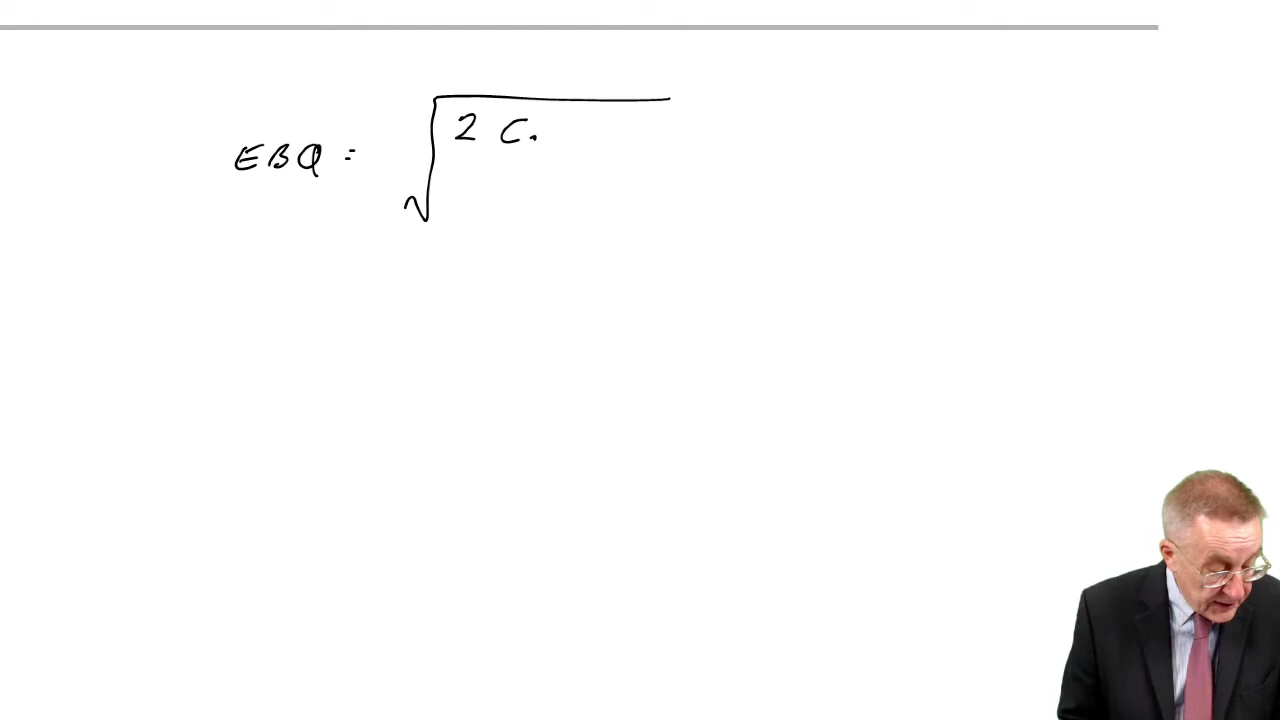 EBQ = √ 2 C.